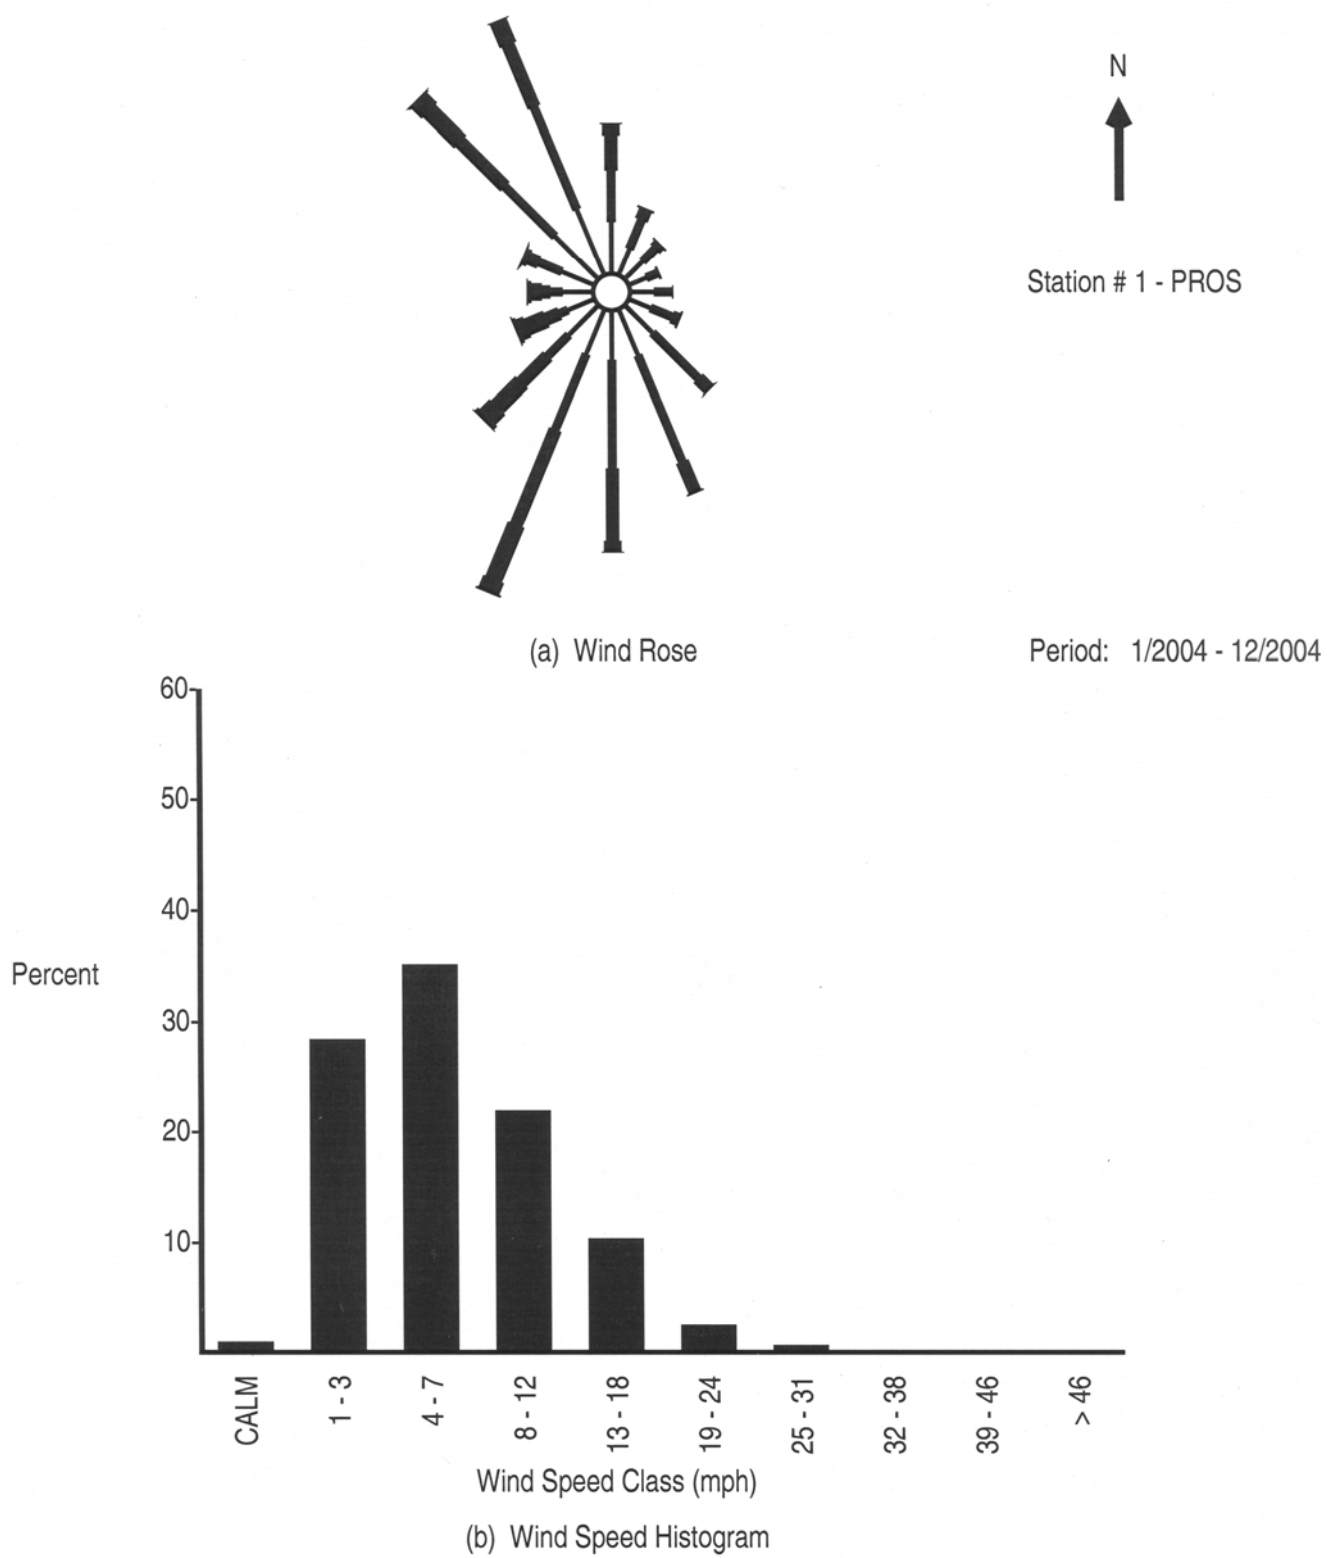 N
Station # 1 - PROS
(a) Wind Rose
Period: 1/2004 - 12/2004
60
50
40
30
20
10
Percent
CALM
1 - 3
4 - 7
8 - 12
13 - 18
19 - 24
25 - 31
32 - 38
39 - 46
> 46
Wind Speed Class (mph)
(b) Wind Speed Histogram